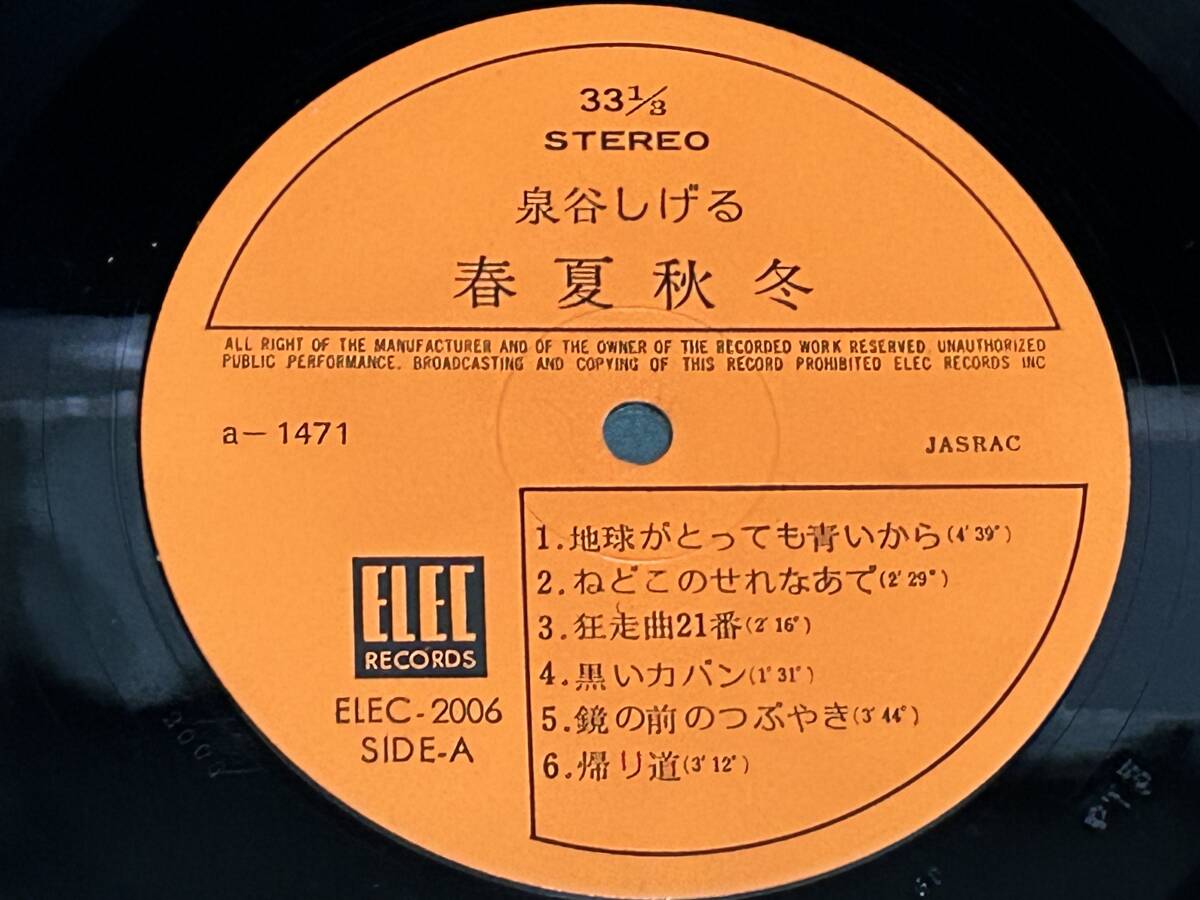 33 1/3
STEREO
泉谷しげる
春夏秋冬
ALL RIGHT OF THE MANUFACTURER AND OF THE OWNER OF THE RECORDED WORK RESERVED. UNAUTHORIZED
PUBLIC PERFORMANCE. BROADCASTING AND COPYING OF THIS RECORD PROHIBITED ELEC RECORDS INC
a-1471
JASRAC
1.地球がとっても青いから(4'39")
2.ねどこのせれなあで(2'29")
3.狂走曲21番(2'16")
4.黒いカバン(1'31")
5.鏡の前のつぶやき(3'44")
6.帰り道(3'12")
ELEC
RECORDS
ELEC-2006
SIDE-A